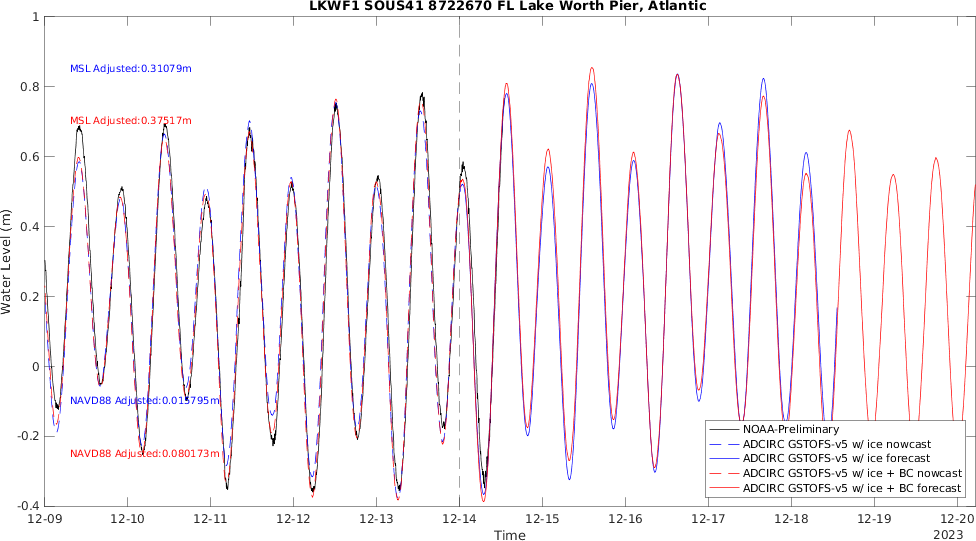 LKWF1 SOUS41 8722670 FL Lake Worth Pier, Atlantic
1
0.8
0.6
0.4
0.2
0
-0.2
-0.4
Water Level (m)
MSL Adjusted:0.31079m
MSL Adjusted:0.37517m
NAVD88 Adjusted:0.015795m
NAVD88 Adjusted:0.080173m
NOAA-Preliminary
ADCIRC GSTOFS-v5 w/ ice nowcast
ADCIRC GSTOFS-v5 w/ ice forecast
ADCIRC GSTOFS-v5 w/ ice + BC nowcast
ADCIRC GSTOFS-v5 w/ ice + BC forecast
12-09 12-10 12-11 12-12 12-13 12-14 12-15 12-16 12-17 12-18 12-19 12-20
Time
2023